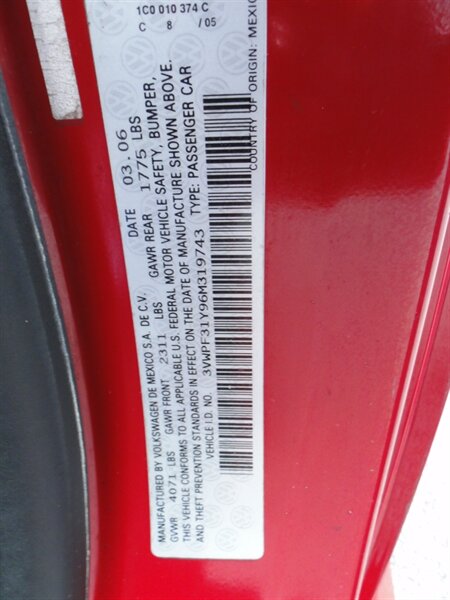 MANUFACTURED BY VOLKSWAGEN DE MEXICO S.A. DE C.V. DATE 03.06
GVWR 4071 LBS GAWR FRONT 2311 LBS GAWR REAR 1775 LBS
THIS VEHICLE CONFORMS TO ALL APPLICABLE U.S. FEDERAL MOTOR VEHICLE SAFETY, BUMPER,
AND THEFT PREVENTION STANDARDS IN EFFECT ON THE DATE OF MANUFACTURE SHOWN ABOVE.
VEHICLE I.D. NO. 3VWPF31Y96M319743 TYPE: PASSENGER CAR
COUNTRY OF ORIGIN: MEXIC
1C0 010 374 C
C 8 /05